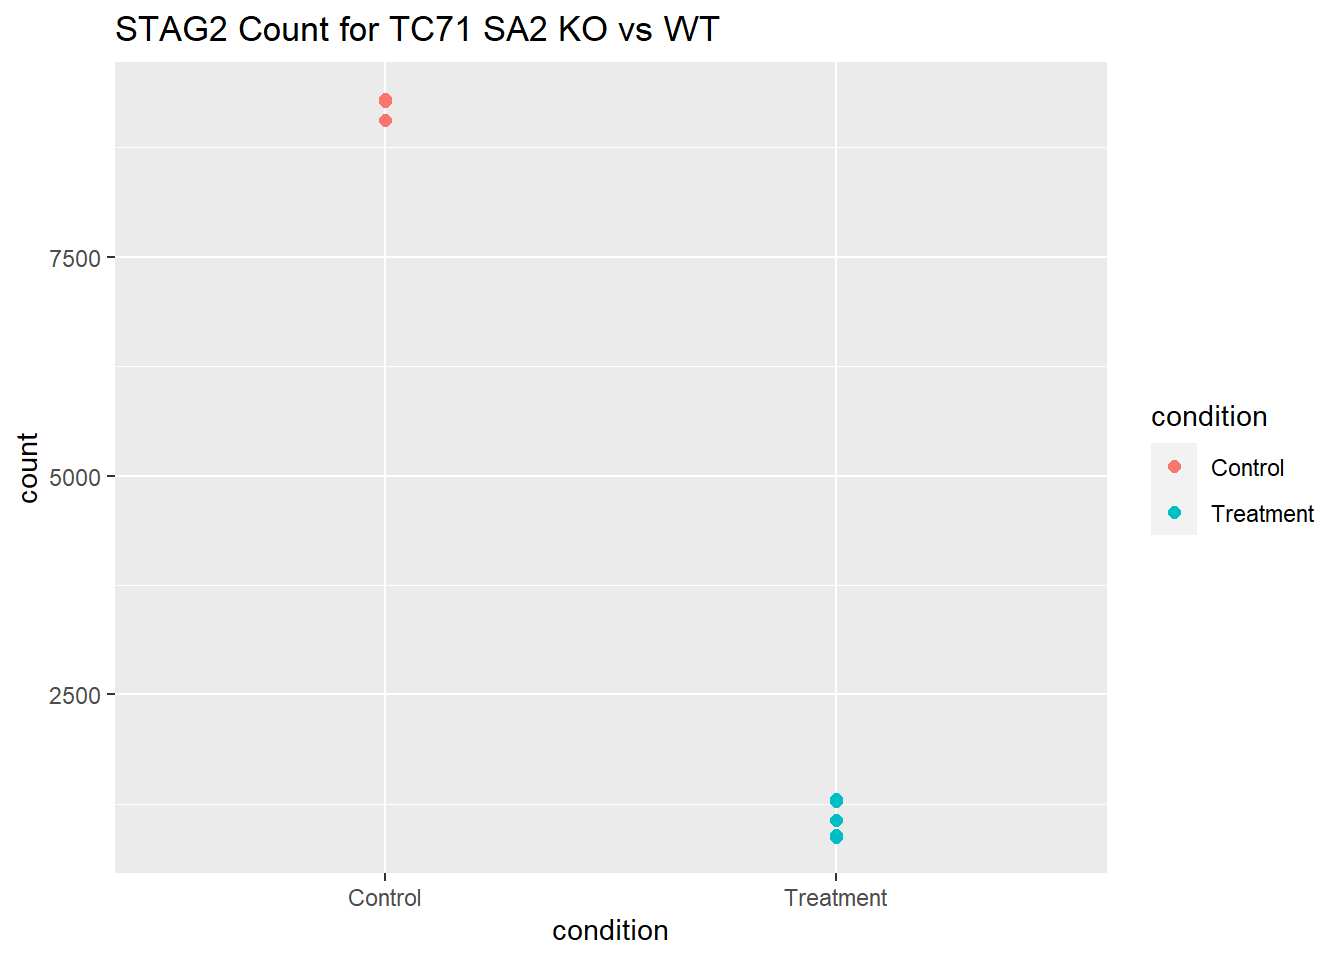 STAG2 Count for TC71 SA2 KO vs WT
count
7500
5000
2500
Control
Treatment
condition
condition
Control
Treatment